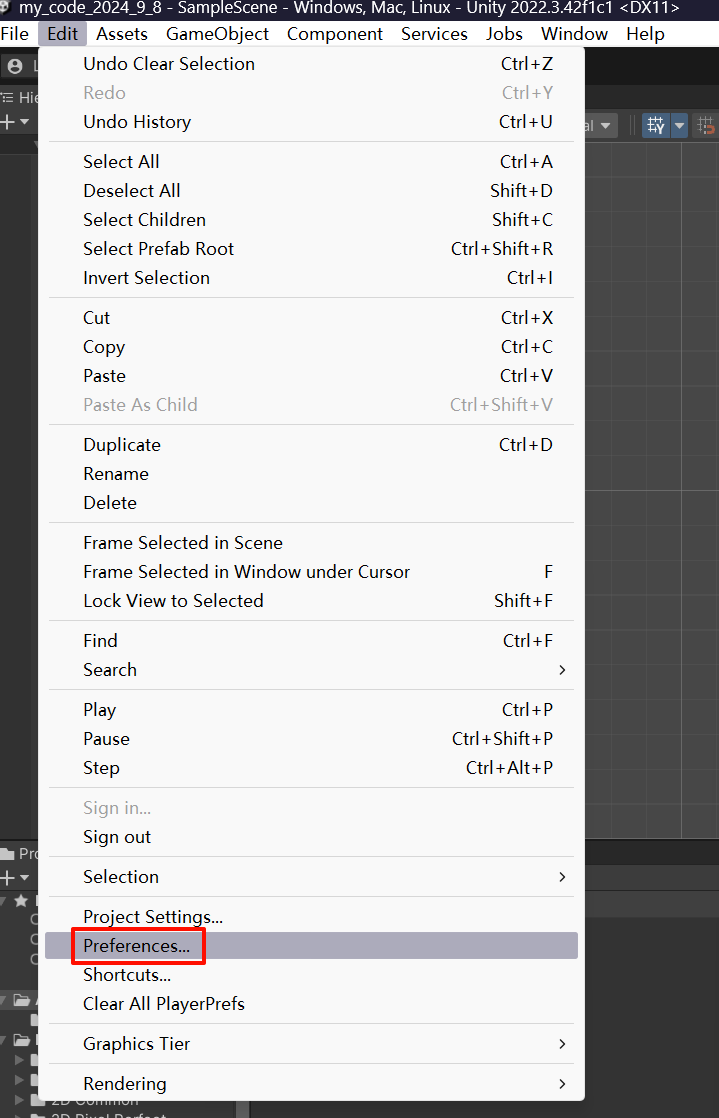 my_code_2024_9_8 - SampleScene - Windows, Mac, Linux - Unity 2022.3.42f1c1 <DX11>
File Edit Assets GameObject Component Services Jobs Window Help
Undo Clear Selection Ctrl+Z
Redo Ctrl+Y
Undo History Ctrl+U
Select All Ctrl+A
Deselect All Shift+D
Select Children Shift+C
Select Prefab Root Ctrl+Shift+R
Invert Selection Ctrl+I
Cut Ctrl+X
Copy Ctrl+C
Paste Ctrl+V
Paste As Child Ctrl+Shift+V
Duplicate Ctrl+D
Rename
Delete
Frame Selected in Scene
Frame Selected in Window under Cursor F
Lock View to Selected Shift+F
Find Ctrl+F
Search
Play Ctrl+P
Pause Ctrl+Shift+P
Step Ctrl+Alt+P
Sign in...
Sign out
Selection
Project Settings...
Preferences...
Shortcuts...
Clear All PlayerPrefs
Graphics Tier
Rendering
2D Common
2D Pixel Perfect